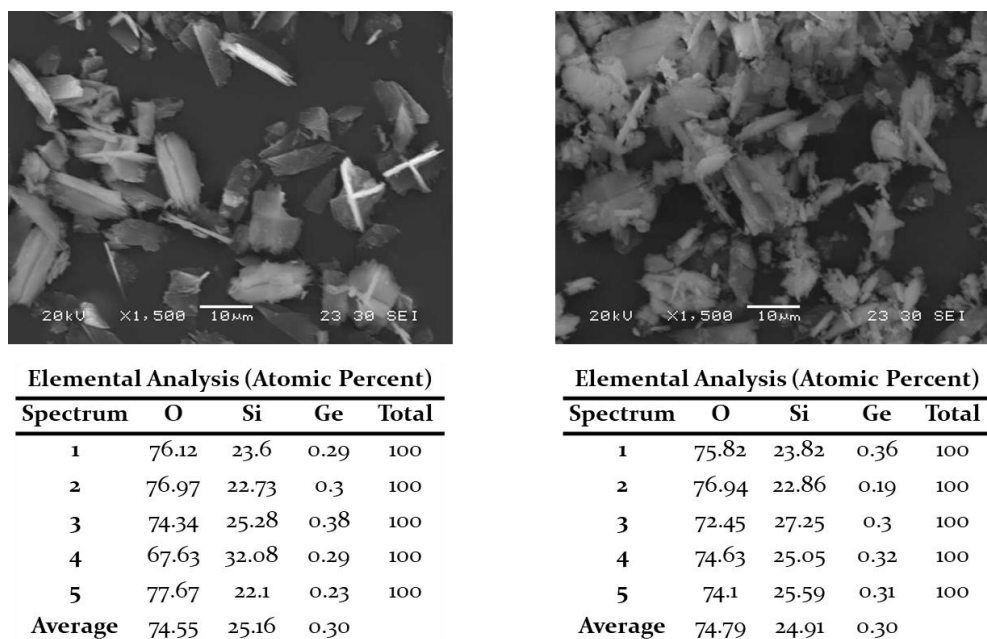 20kV X1,500 10µm 23 30 SEI
20kV X1,500 10µm 23 30 SEI
Elemental Analysis (Atomic Percent)
Spectrum O Si Ge Total
1 76.12 23.6 0.29 100
2 76.97 22.73 0.3 100
3 74.34 25.28 0.38 100
4 67.63 32.08 0.29 100
5 77.67 22.1 0.23 100
Average 74.55 25.16 0.30
Elemental Analysis (Atomic Percent)
Spectrum O Si Ge Total
1 75.82 23.82 0.36 100
2 76.94 22.86 0.19 100
3 72.45 27.25 0.3 100
4 74.63 25.05 0.32 100
5 74.1 25.59 0.31 100
Average 74.79 24.91 0.30